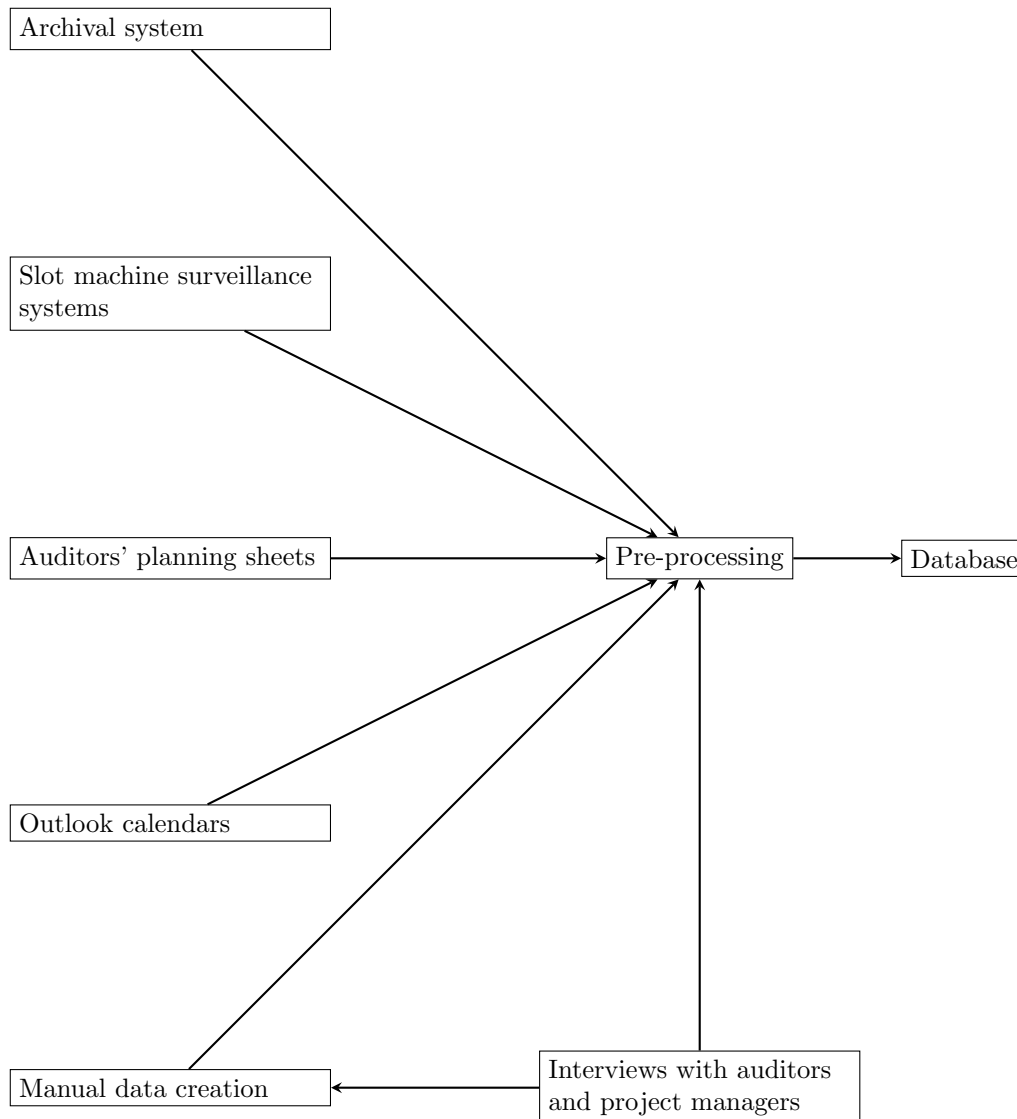 Archival system
Slot machine surveillance
systems
Auditors' planning sheets
Pre-processing
Database
Outlook calendars
Manual data creation
Interviews with auditors
and project managers